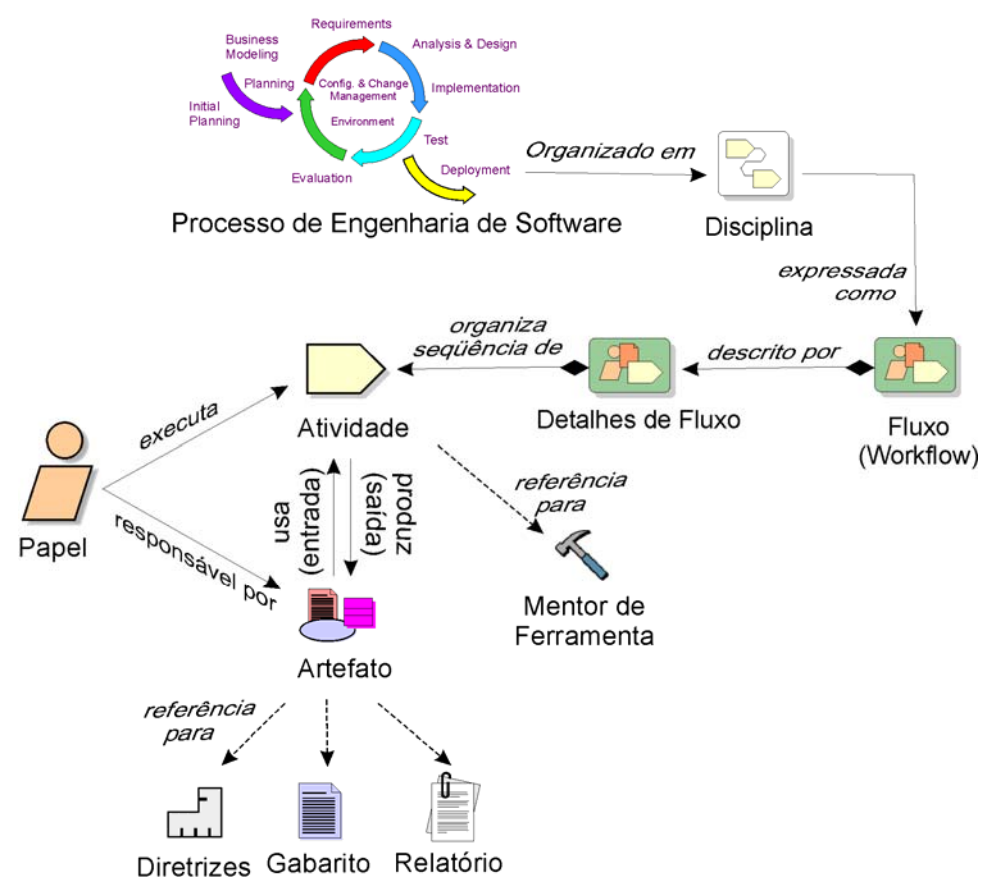 Requirements
Business
Modeling
Analysis & Design
Planning
Config. & Change
Management
Implementation
Initial
Planning
Environment
Test
Evaluation
Deployment
Organizado em
Processo de Engenharia de Software
Disciplina
expressada
como
organiza
seqüência de
descrito por
Detalhes de Fluxo
Fluxo
(Workflow)
executa
Atividade
Papel
responsável por
usa
(entrada)
produz
(saída)
referência
para
Mentor de
Ferramenta
Artefato
referência
para
Diretrizes
Gabarito
Relatório